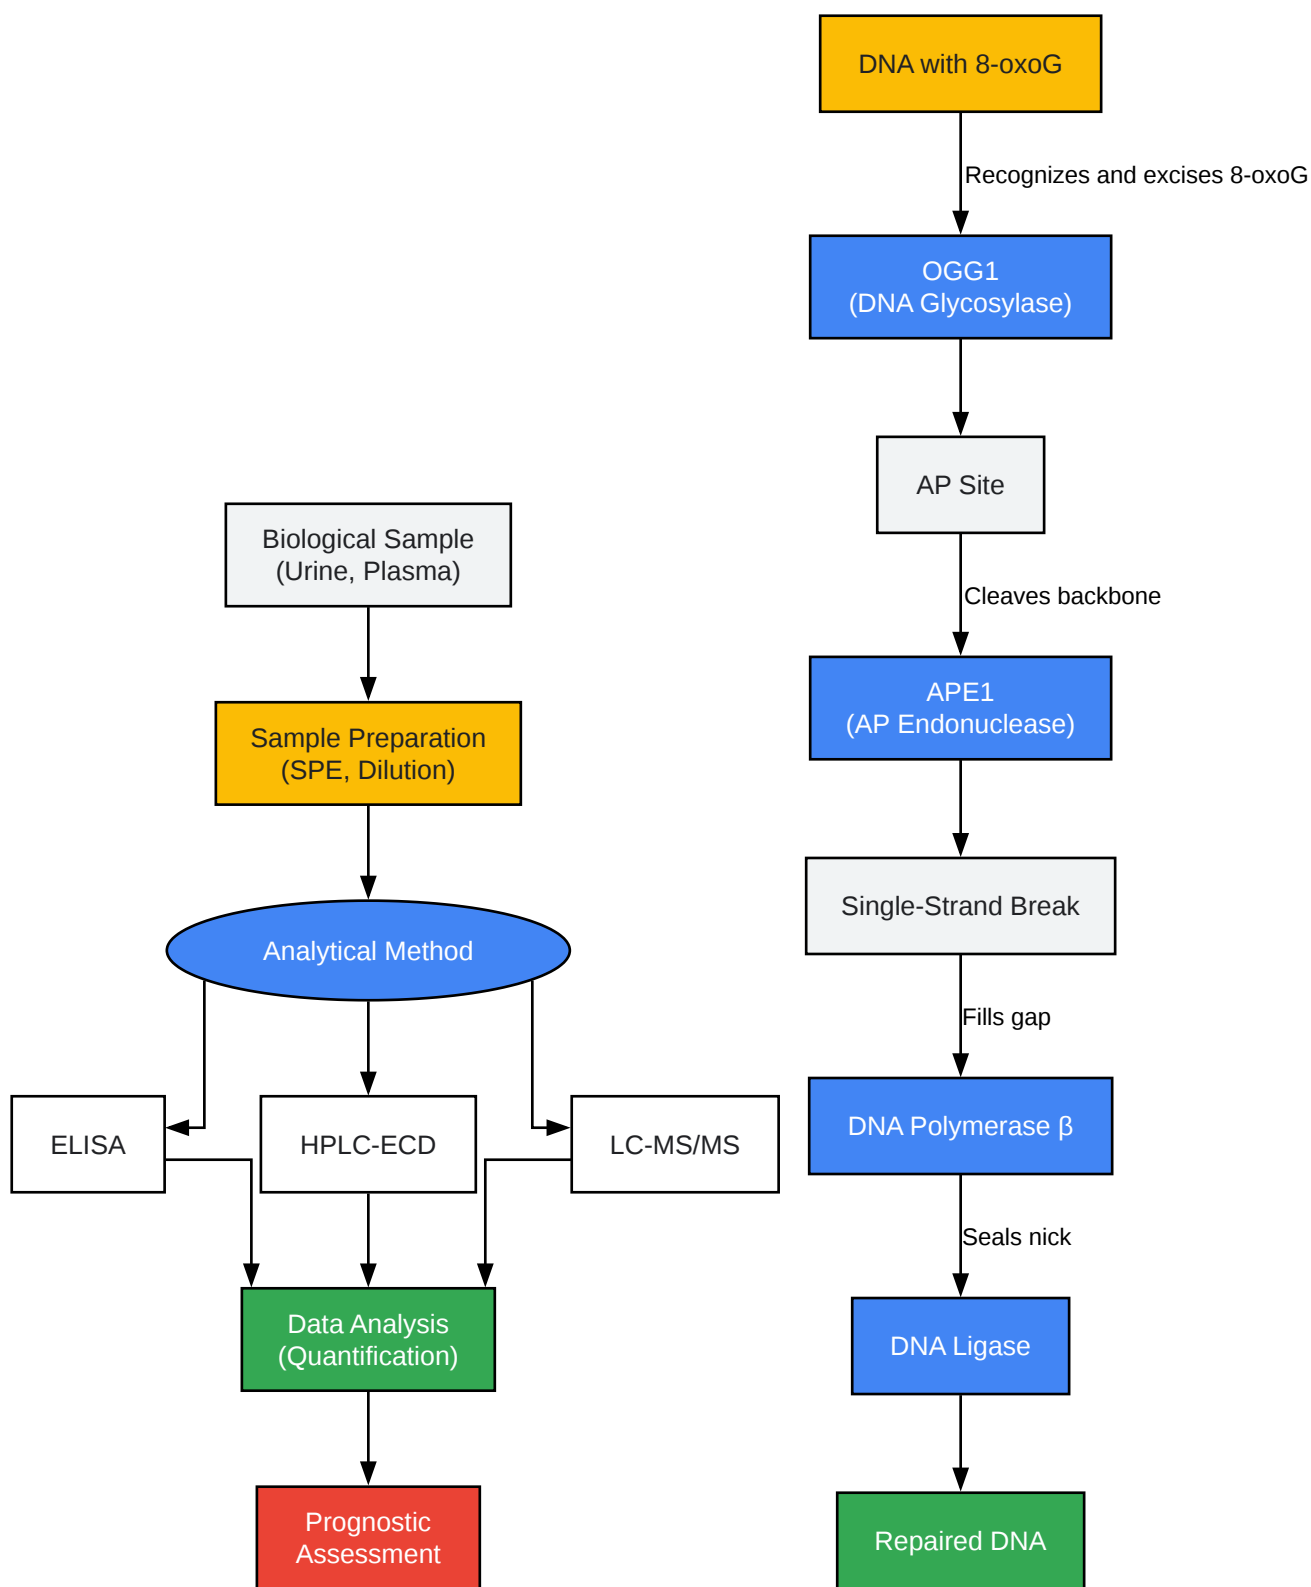 DNA with 8-oxoG
Recognizes and excises 8-oxoG
OGG1
(DNA Glycosylase)
AP Site
Cleaves backbone
APE1
(AP Endonuclease)
Single-Strand Break
Fills gap
DNA Polymerase β
Seals nick
DNA Ligase
Repaired DNA
Biological Sample
(Urine, Plasma)
Sample Preparation
(SPE, Dilution)
Analytical Method
ELISA
HPLC-ECD
LC-MS/MS
Data Analysis
(Quantification)
Prognostic
Assessment